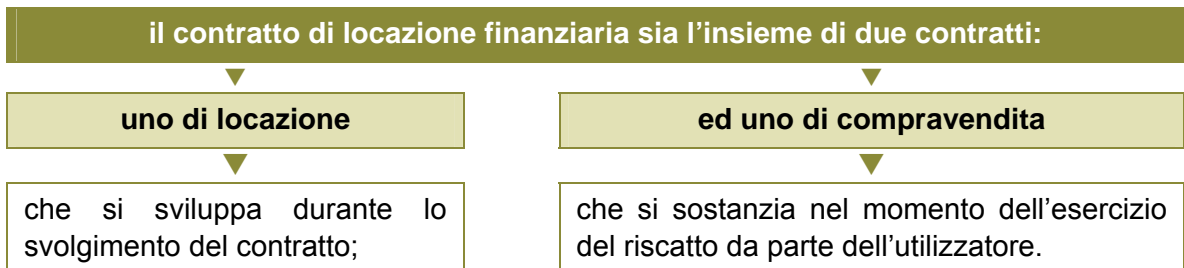 il contratto di locazione finanziaria sia l’insieme di due contratti:
uno di locazione
ed uno di compravendita
che si sviluppa durante lo
svolgimento del contratto;
che si sostanzia nel momento dell’esercizio
del riscatto da parte dell’utilizzatore.